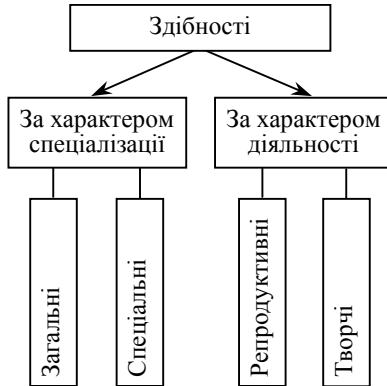 Здібності
За характером
спеціалізації
За характером
діяльності
Загальні
Спеціальні
Репродуктивні
Творчі